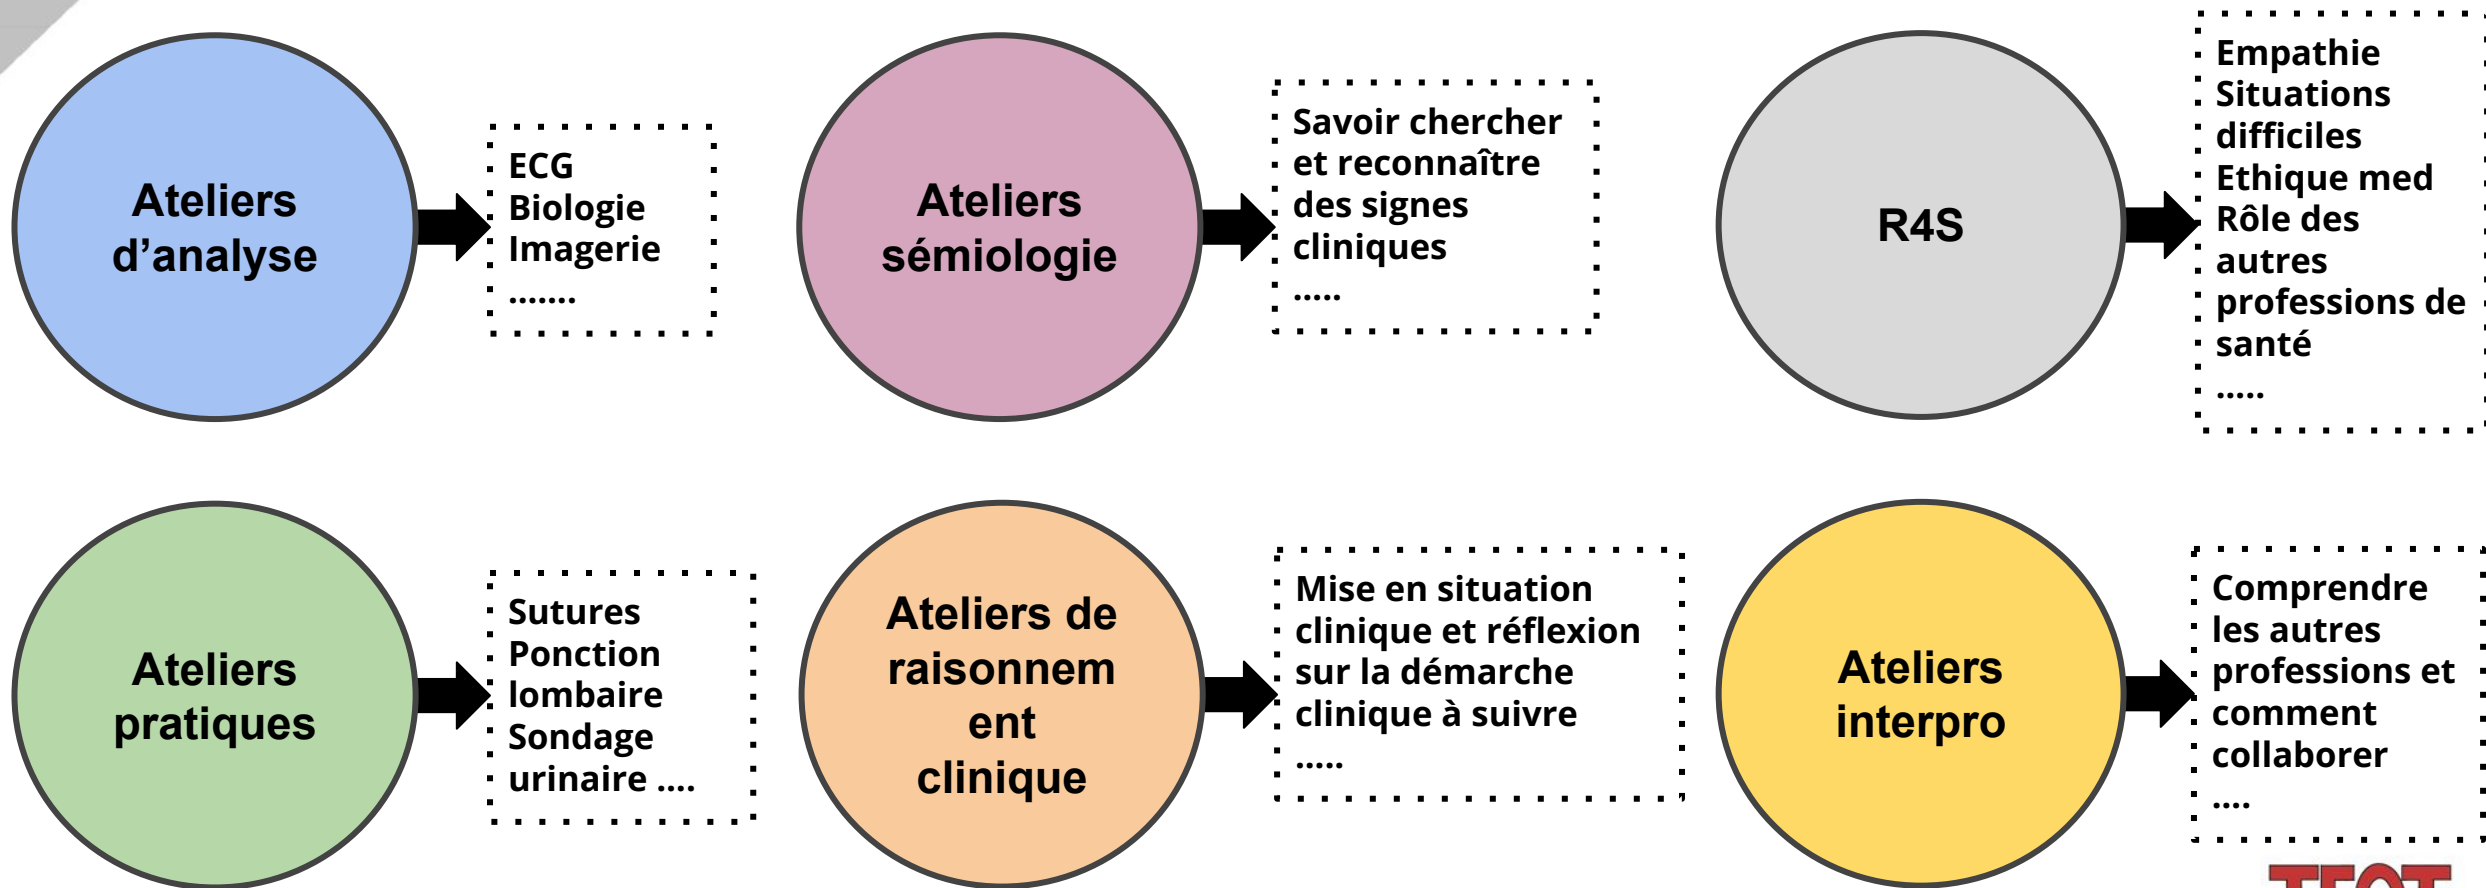 Ateliers
d’analyse
ECG
Biologie
Imagerie
.......
Ateliers
sémiologie
Savoir chercher
et reconnaître
des signes
cliniques
.....
R4S
Empathie
Situations
difficiles
Ethique med
Rôle des
autres
professions de
santé
.....
Ateliers
pratiques
Sutures
Ponction
lombaire
Sondage
urinaire ....
Ateliers de
raisonnem
ent
clinique
Mise en situation
clinique et réflexion
sur la démarche
clinique à suivre
.....
Ateliers
interpro
Comprendre
les autres
professions et
comment
collaborer
....